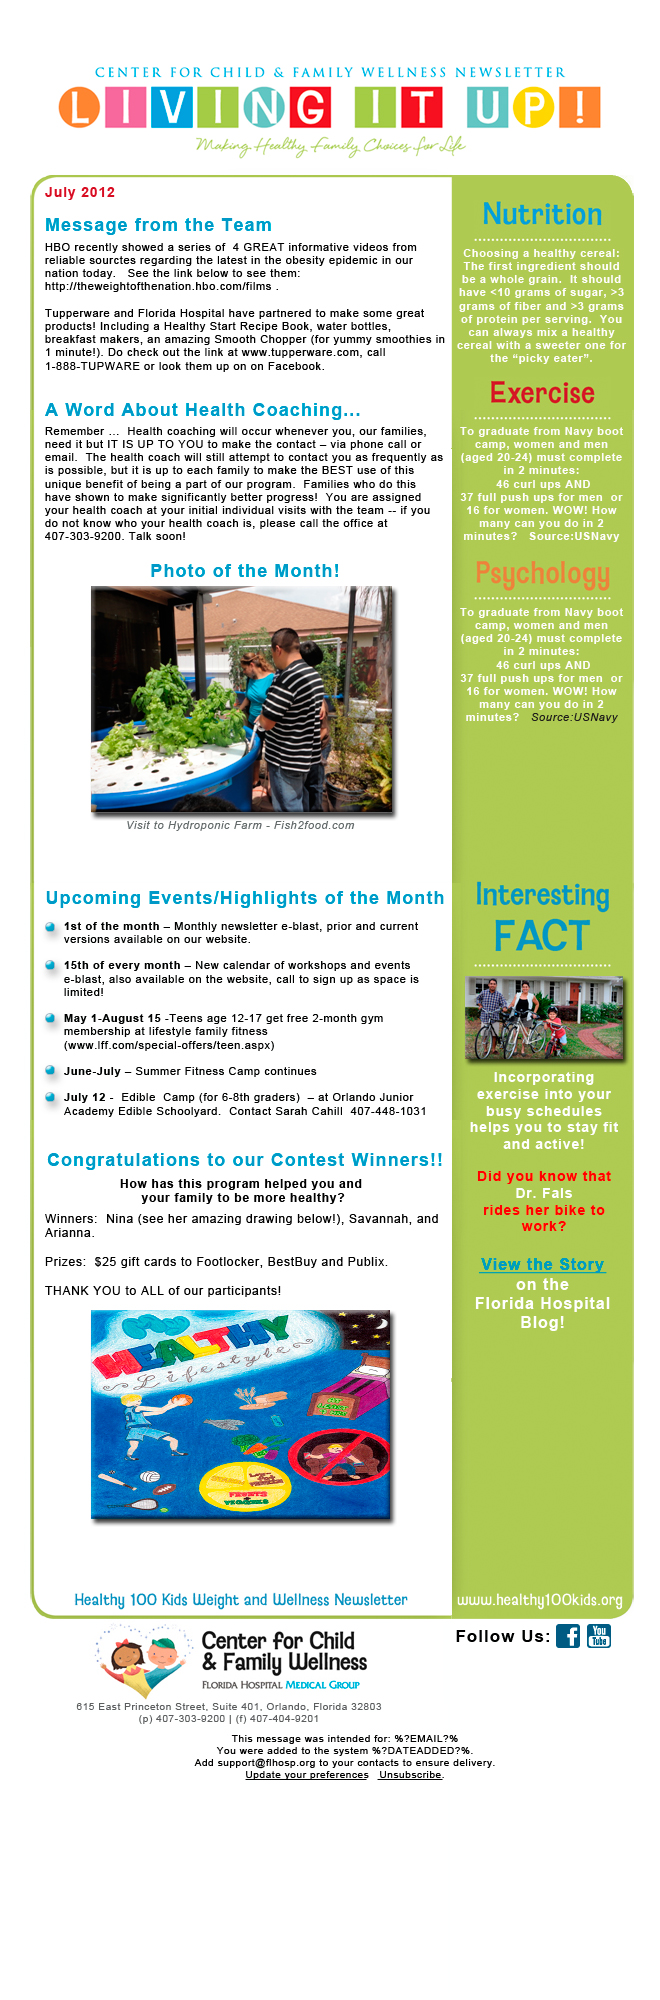 CENTER FOR CHILD & FAMILY WELLNESS NEWSLETTER
LIVING IT UP!
Making Healthy Family Choices for Life
July 2012
Message from the Team
HBO recently showed a series of  4 GREAT informative videos from
reliable sourctes regarding the latest in the obesity epidemic in our
nation today.   See the link below to see them:
http://theweightofthenation.hbo.com/films .
Tupperware and Florida Hospital have partnered to make some great
products! Including a Healthy Start Recipe Book, water bottles,
breakfast makers, an amazing Smooth Chopper (for yummy smoothies in
1 minute!). Do check out the link at www.tupperware.com, call
1-888-TUPWARE or look them up on on Facebook.
A Word About Health Coaching...
Remember ...  Health coaching will occur whenever you, our families,
need it but IT IS UP TO YOU to make the contact – via phone call or
email.  The health coach will still attempt to contact you as frequently as
is possible, but it is up to each family to make the BEST use of this
unique benefit of being a part of our program.  Families who do this
have shown to make significantly better progress!  You are assigned
your health coach at your initial individual visits with the team -- if you
do not know who your health coach is, please call the office at
407-303-9200. Talk soon!
Photo of the Month!
Visit to Hydroponic Farm - Fish2food.com
Upcoming Events/Highlights of the Month
1st of the month – Monthly newsletter e-blast, prior and current
versions available on our website.
15th of every month – New calendar of workshops and events
e-blast, also available on the website, call to sign up as space is
limited!
May 1-August 15 -Teens age 12-17 get free 2-month gym
membership at lifestyle family fitness
(www.lff.com/special-offers/teen.aspx)
June-July – Summer Fitness Camp continues
July 12 -  Edible  Camp (for 6-8th graders)  – at Orlando Junior
Academy Edible Schoolyard.  Contact Sarah Cahill  407-448-1031
Congratulations to our Contest Winners!!
How has this program helped you and
your family to be more healthy?
Winners:  Nina (see her amazing drawing below!), Savannah, and
Arianna.
Prizes:  $25 gift cards to Footlocker, BestBuy and Publix.
THANK YOU to ALL of our participants!
My
HEALTHY
Lifestyle
FRUITS
VEGGIES
Healthy 100 Kids Weight and Wellness Newsletter
Nutrition
Choosing a healthy cereal:
The first ingredient should
be a whole grain.  It should
have <10 grams of sugar, >3
grams of fiber and >3 grams
of protein per serving.  You
can always mix a healthy
cereal with a sweeter one for
the “picky eater”.
Exercise
To graduate from Navy boot
camp, women and men
(aged 20-24) must complete
in 2 minutes:
46 curl ups AND
37 full push ups for men  or
16 for women. WOW! How
many can you do in 2
minutes?   Source:USNavy
Psychology
To graduate from Navy boot
camp, women and men
(aged 20-24) must complete
in 2 minutes:
46 curl ups AND
37 full push ups for men  or
16 for women. WOW! How
many can you do in 2
minutes?   Source:USNavy
Interesting
FACT
Incorporating
exercise into your
busy schedules
helps you to stay fit
and active!
Did you know that
Dr. Fals
rides her bike to
work?
View the Story
on the
Florida Hospital
Blog!
www.healthy100kids.org
Center for Child
& Family Wellness
FLORIDA HOSPITAL MEDICAL GROUP
Follow Us:
You
Tube
615 East Princeton Street, Suite 401, Orlando, Florida 32803
(p) 407-303-9200 | (f) 407-404-9201
This message was intended for: %?EMAIL?%
You were added to the system %?DATEADDED?%.
Add support@flhosp.org to your contacts to ensure delivery.
Update your preferences   Unsubscribe.